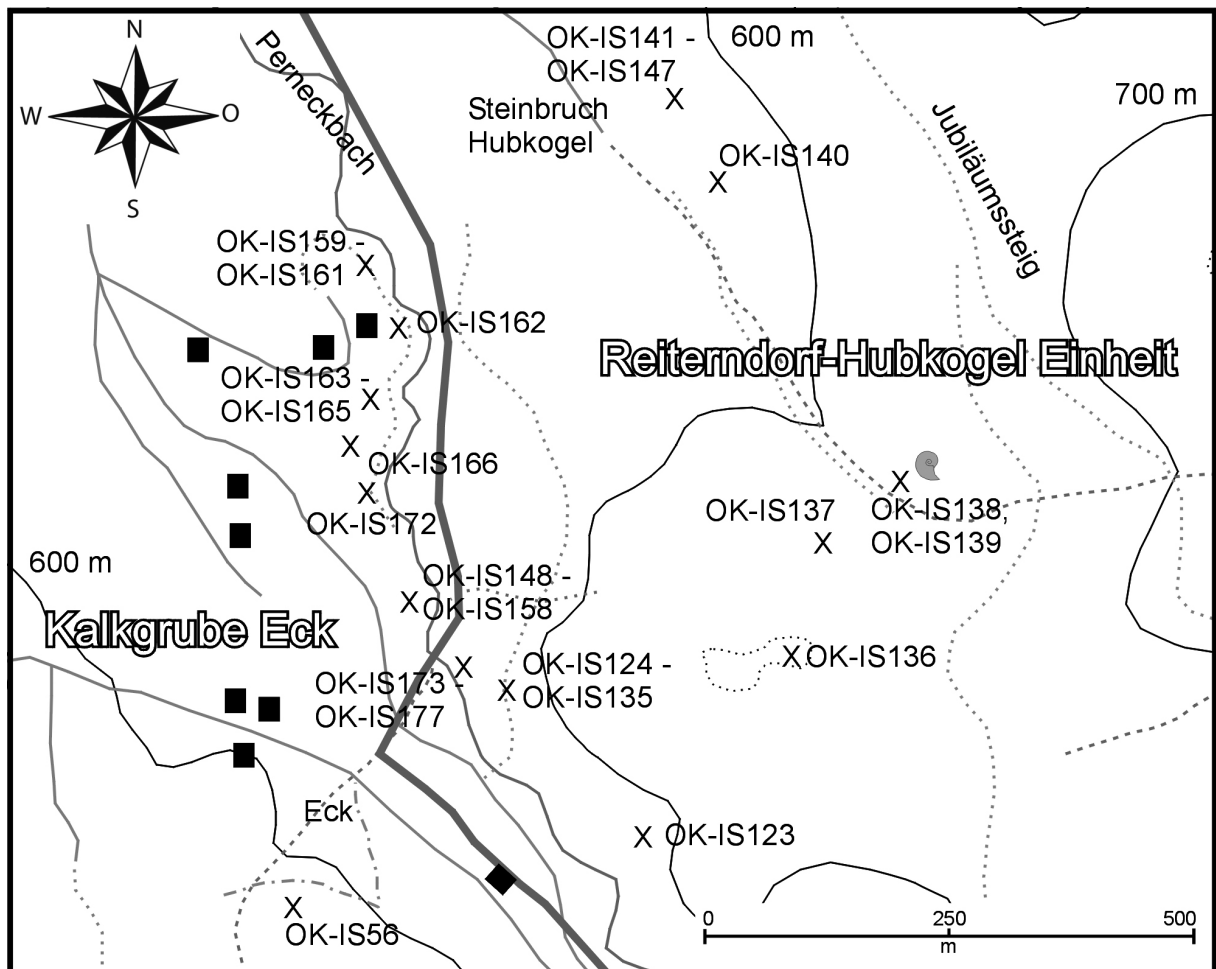 N
W
O
S
Perneckbach
OK-IS141 -
OK-IS147
600 m
Steinbruch
Hubkogel
700 m
Jubiläumssteig
OK-IS140
OK-IS159 -
OK-IS161
OK-IS162
Reiterndorf-Hubkogel Einheit
OK-IS163 -
OK-IS165
OK-IS166
OK-IS172
OK-IS137
OK-IS138,
OK-IS139
600 m
OK-IS148 -
OK-IS158
Kalkgrube Eck
OK-IS136
OK-IS124 -
OK-IS135
OK-IS173 -
OK-IS177
Eck
OK-IS123
OK-IS56
0 250 500
m